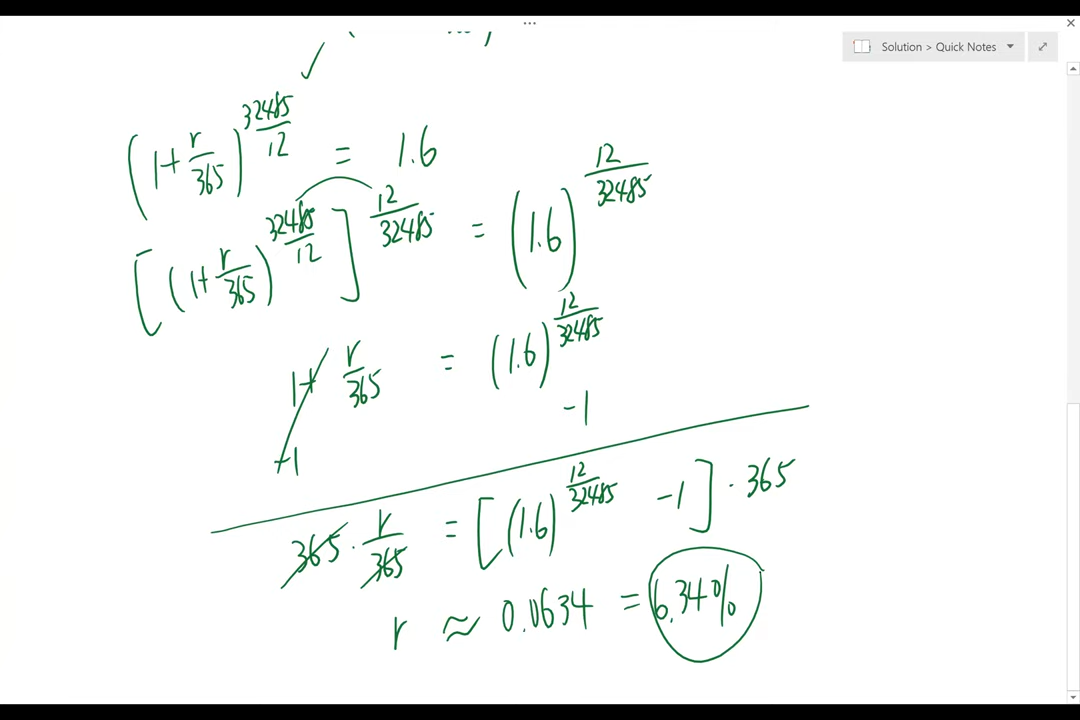 Solution > Quick Notes
(1+r/365)^(32485/12) = 1.6
[(1+r/365)^(32485/12)]^(12/32485) = (1.6)^(12/32485)
1+ r/365 = (1.6)^(12/32485)
-1 -1
365 · r/365 = [(1.6)^(12/32485) -1] · 365
r ≈ 0.0634 = 6.34%